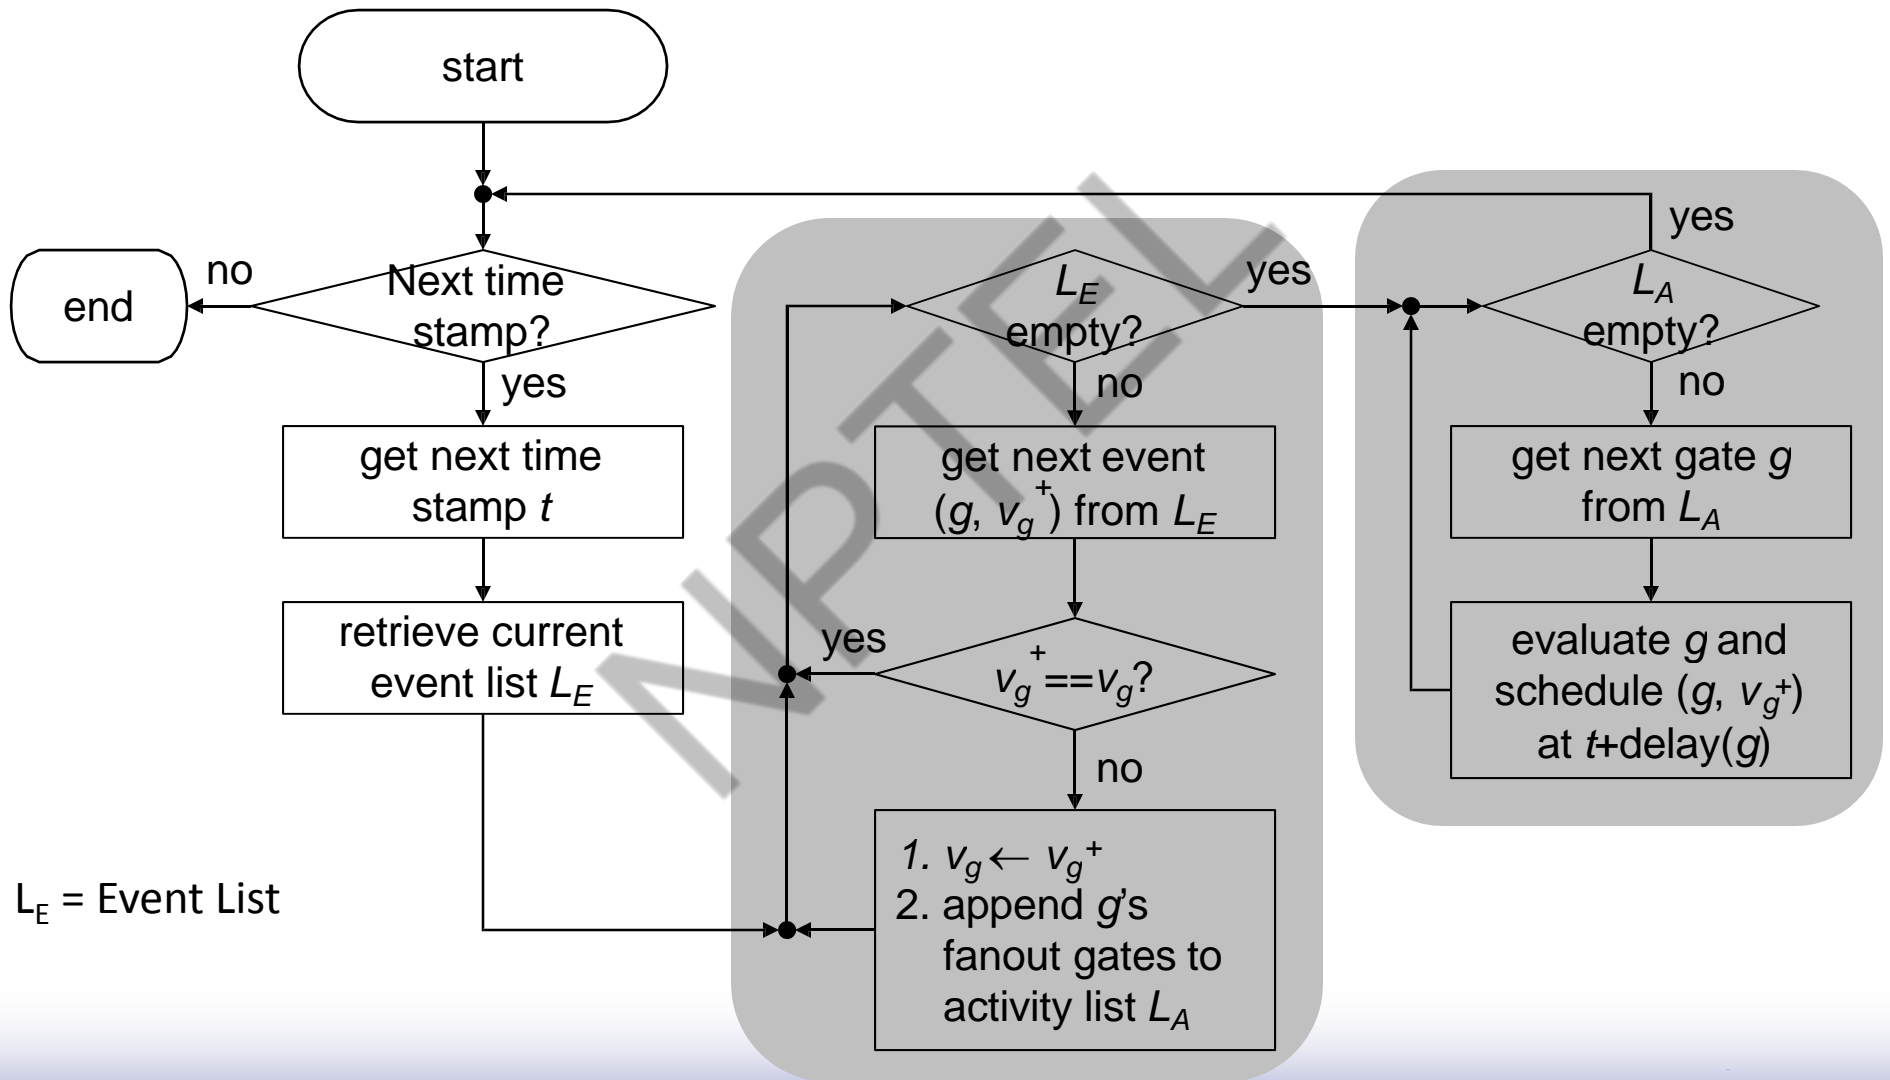 start
no
Next time
stamp?
end
yes
get next time
stamp t
retrieve current
event list L_E
L_E = Event List
L_E
empty?
yes
no
get next event
(g, v_g^+) from L_E
yes
v_g^+ == v_g?
no
1. v_g ← v_g^+
2. append g's
fanout gates to
activity list L_A
yes
L_A
empty?
no
get next gate g
from L_A
evaluate g and
schedule (g, v_g^+)
at t+delay(g)
NPTEL